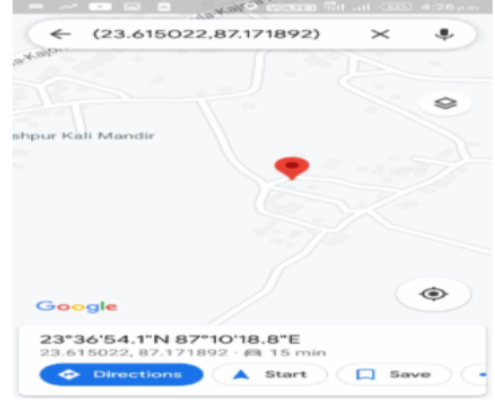 4:26
(23.615022,87.171892)
shpur Kali Mandir
Google
23°36'54.1"N 87°10'18.8"E
23.615022, 87.171892 · 15 min
Directions
Start
Save